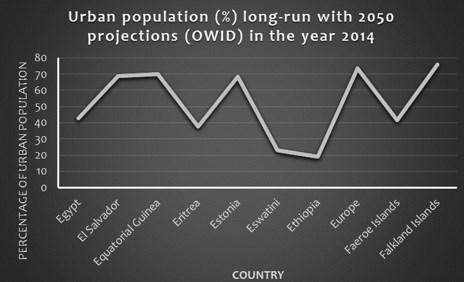 Urban population (%) long-run with 2050
projections (OWID) in the year 2014
PERCENTAGE OF URBAN POPULATION
80
70
60
50
40
30
20
10
0
Egypt
El Salvador
Equatorial Guinea
Eritrea
Estonia
Eswatini
Ethiopia
Europe
Faeroe Islands
Falkland Islands
COUNTRY